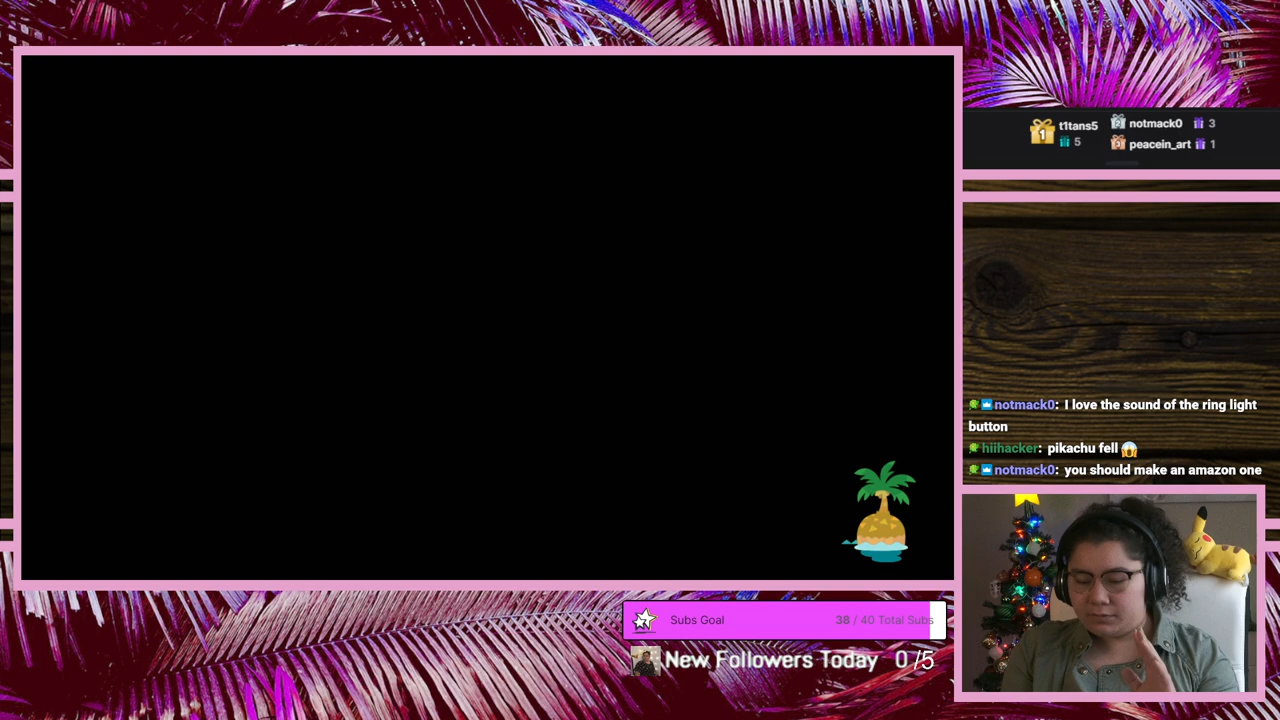 t1tans5
5
notmack0 3
peacein_art 1
notmack0: I love the sound of the ring light
button
hiihacker: pikachu fell 😱
notmack0: you should make an amazon one
Subs Goal 38 / 40 Total Subs
New Followers Today 0 /5